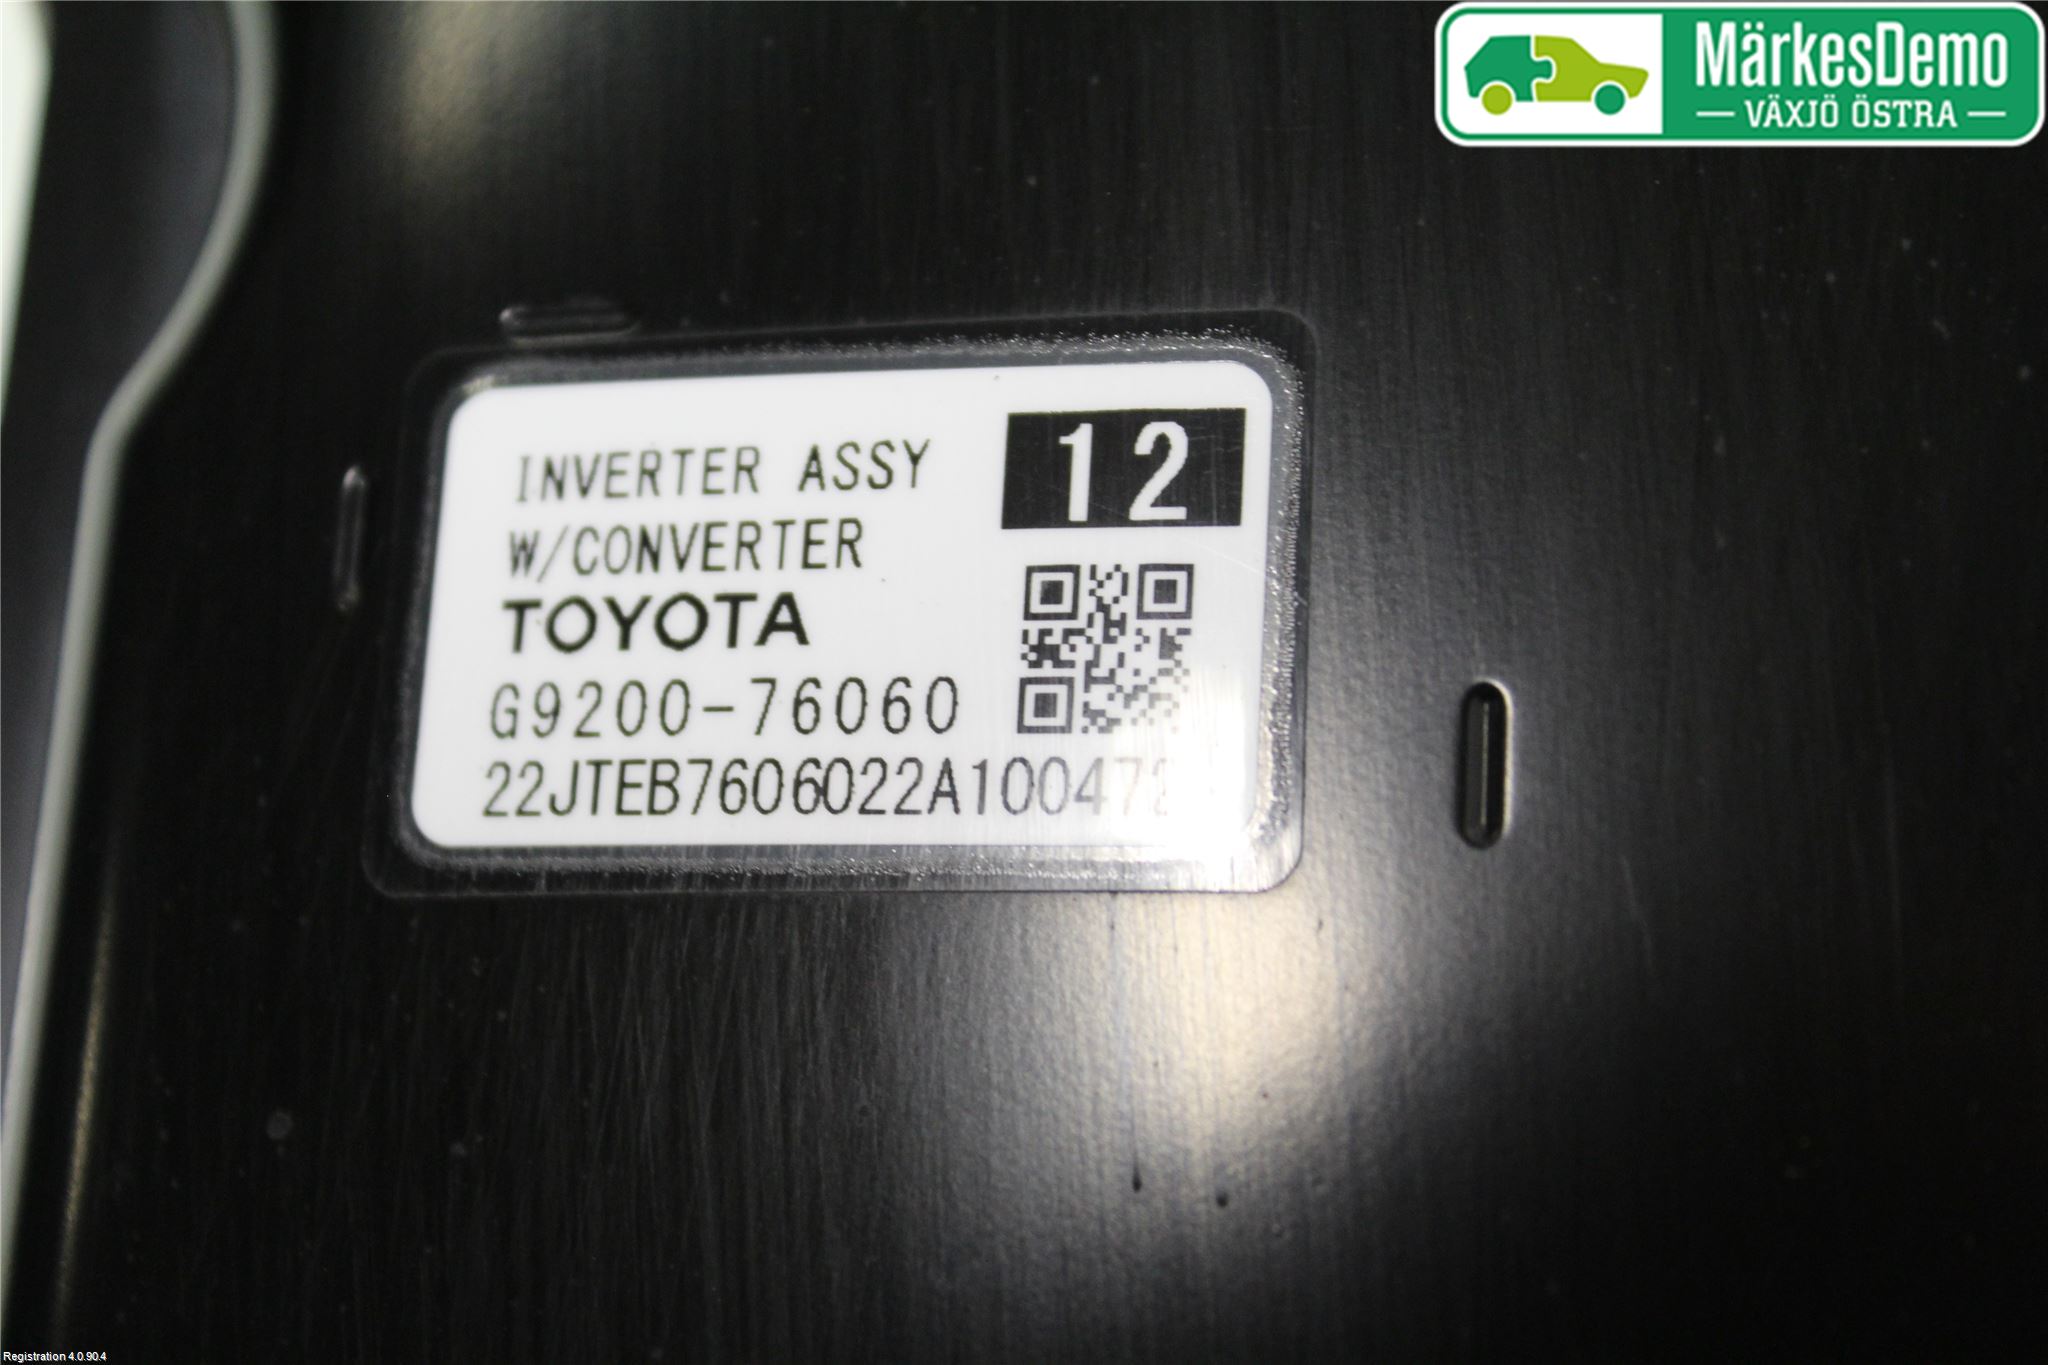 MärkesDemo
— VÄXJÖ ÖSTRA —
INVERTER ASSY
12
W/CONVERTER
TOYOTA
G9200-76060
Registration 4.0.90.4